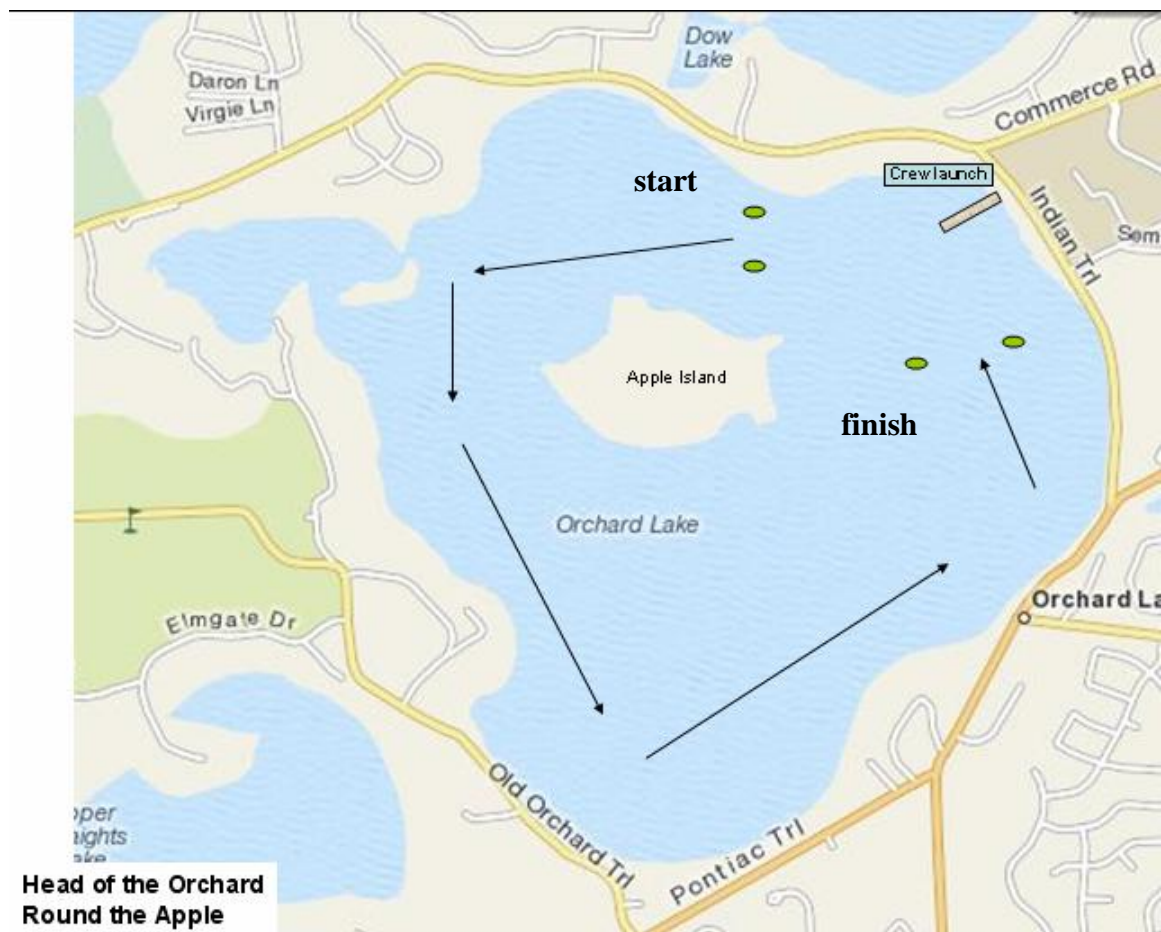 Dow
Lake
Daron Ln
Virgie Ln
Commerce Rd
start
Crew launch
Indian Trl
Sem
Apple Island
finish
Orchard Lake
Elmgate Dr
Orchard La
Old Orchard Trl
Pontiac Trl
Head of the Orchard
Round the Apple